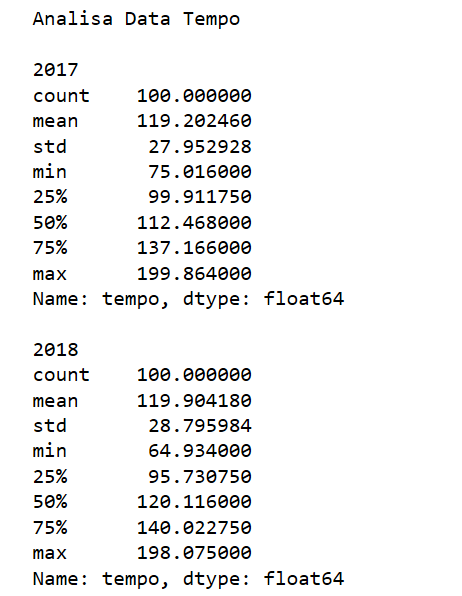 Analisa Data Tempo
2017
count    100.000000
mean     119.202460
std       27.952928
min       75.016000
25%       99.911750
50%      112.468000
75%      137.166000
max      199.864000
Name: tempo, dtype: float64
2018
count    100.000000
mean     119.904180
std       28.795984
min       64.934000
25%       95.730750
50%      120.116000
75%      140.022750
max      198.075000
Name: tempo, dtype: float64